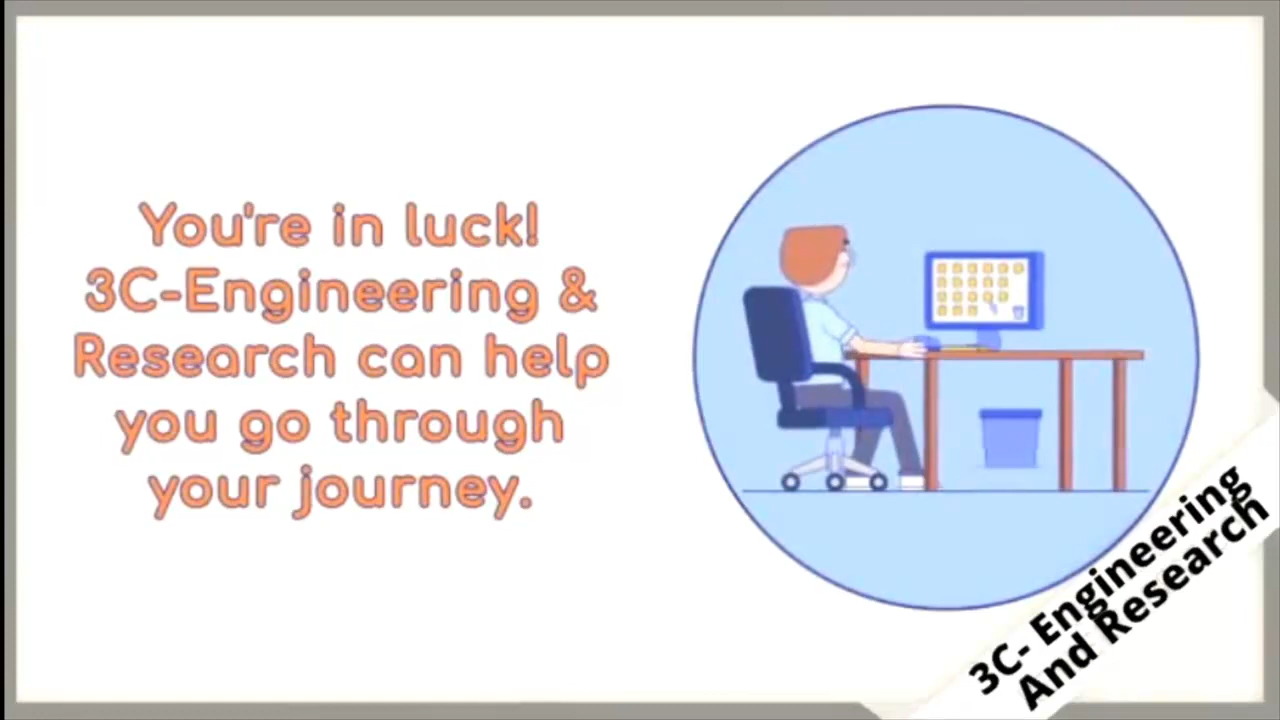 You're in luck!
3C-Engineering &
Research can help
you go through
your journey.
3C- Engineering
And Research